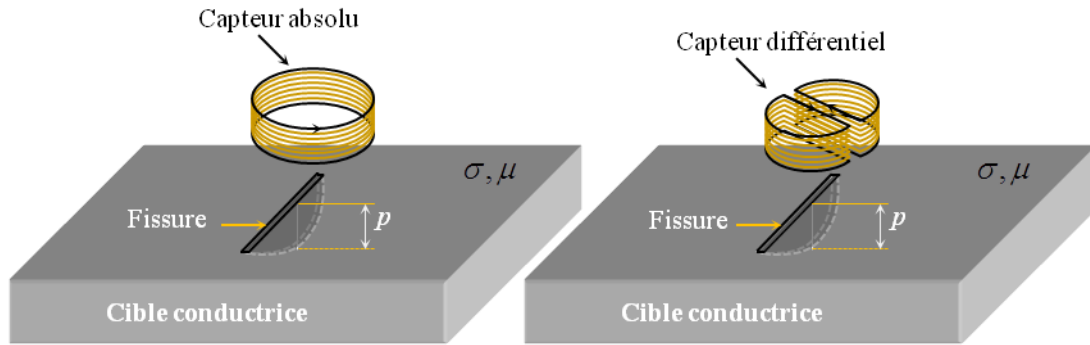 Capteur absolu
σ, μ
Fissure
p
Cible conductrice
Capteur différentiel
σ, μ
Fissure
p
Cible conductrice